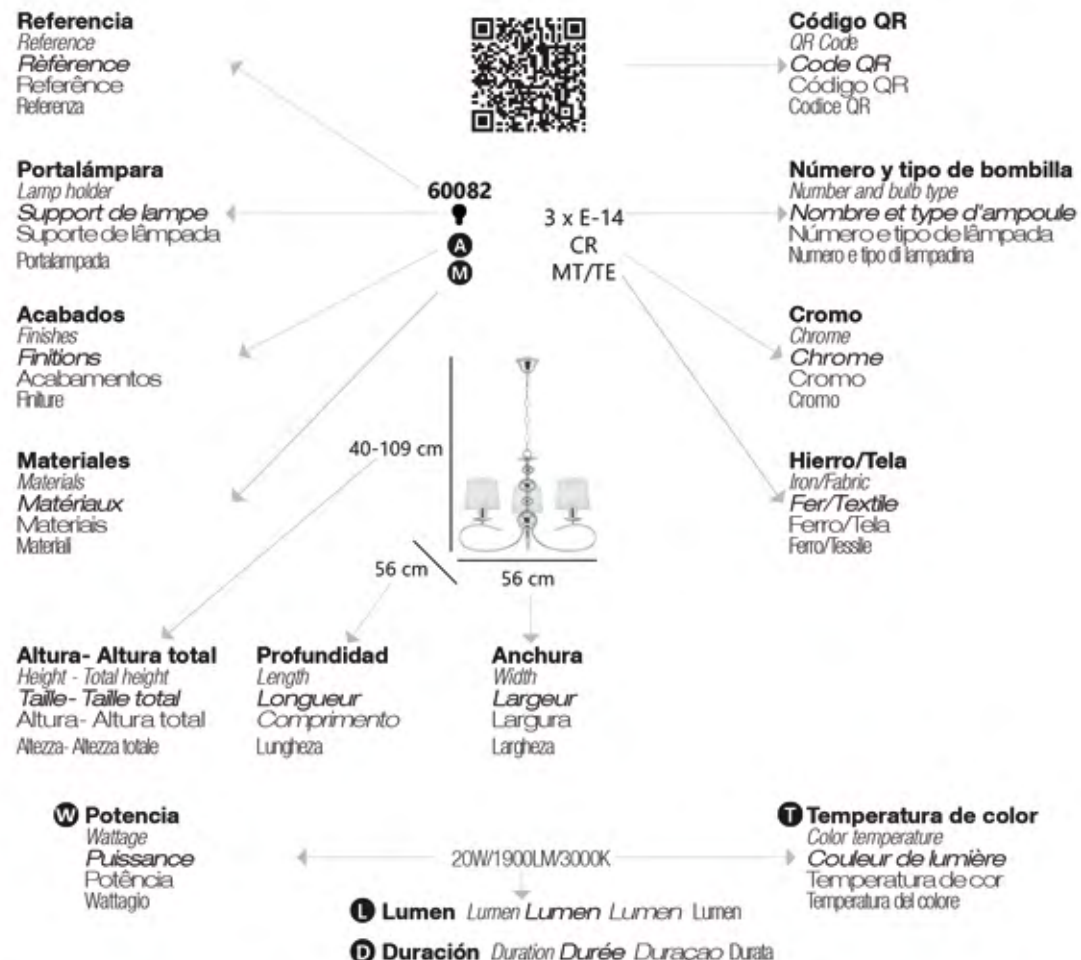 Referencia
Reference
Rèfèrence
Referênce
Referenza
Código QR
QR Code
Code QR
Código QR
Codice QR
Portalámpara
Lamp holder
Support de lampe
Suporte de lâmpada
Portalampada
60082
A
M
3 x E-14
CR
MT/TE
Número y tipo de bombilla
Number and bulb type
Nombre et type d'ampoule
Número e tipo de lâmpada
Numero e tipo di lampadina
Acabados
Finishes
Finitions
Acabamentos
Finiture
Cromo
Chrome
Chrome
Cromo
Cromo
Materiales
Materials
Matériaux
Materiais
Materiali
40-109 cm
56 cm
56 cm
Hierro/Tela
Iron/Fabric
Fer/Textile
Ferro/Tela
Ferro/Tessile
Altura- Altura total
Height - Total height
Taille- Taille total
Altura- Altura total
Altezza- Altezza totale
Profundidad
Length
Longueur
Comprimento
Lungheza
Anchura
Width
Largeur
Largura
Largheza
W Potencia
Wattage
Puissance
Potência
Wattagio
20W/1900LM/3000K
T Temperatura de color
Color temperature
Couleur de lumière
Temperatura de cor
Temperatura del colore
L Lumen Lumen Lumen Lumen Lumen
D Duración Duration Durée Duracao Durata